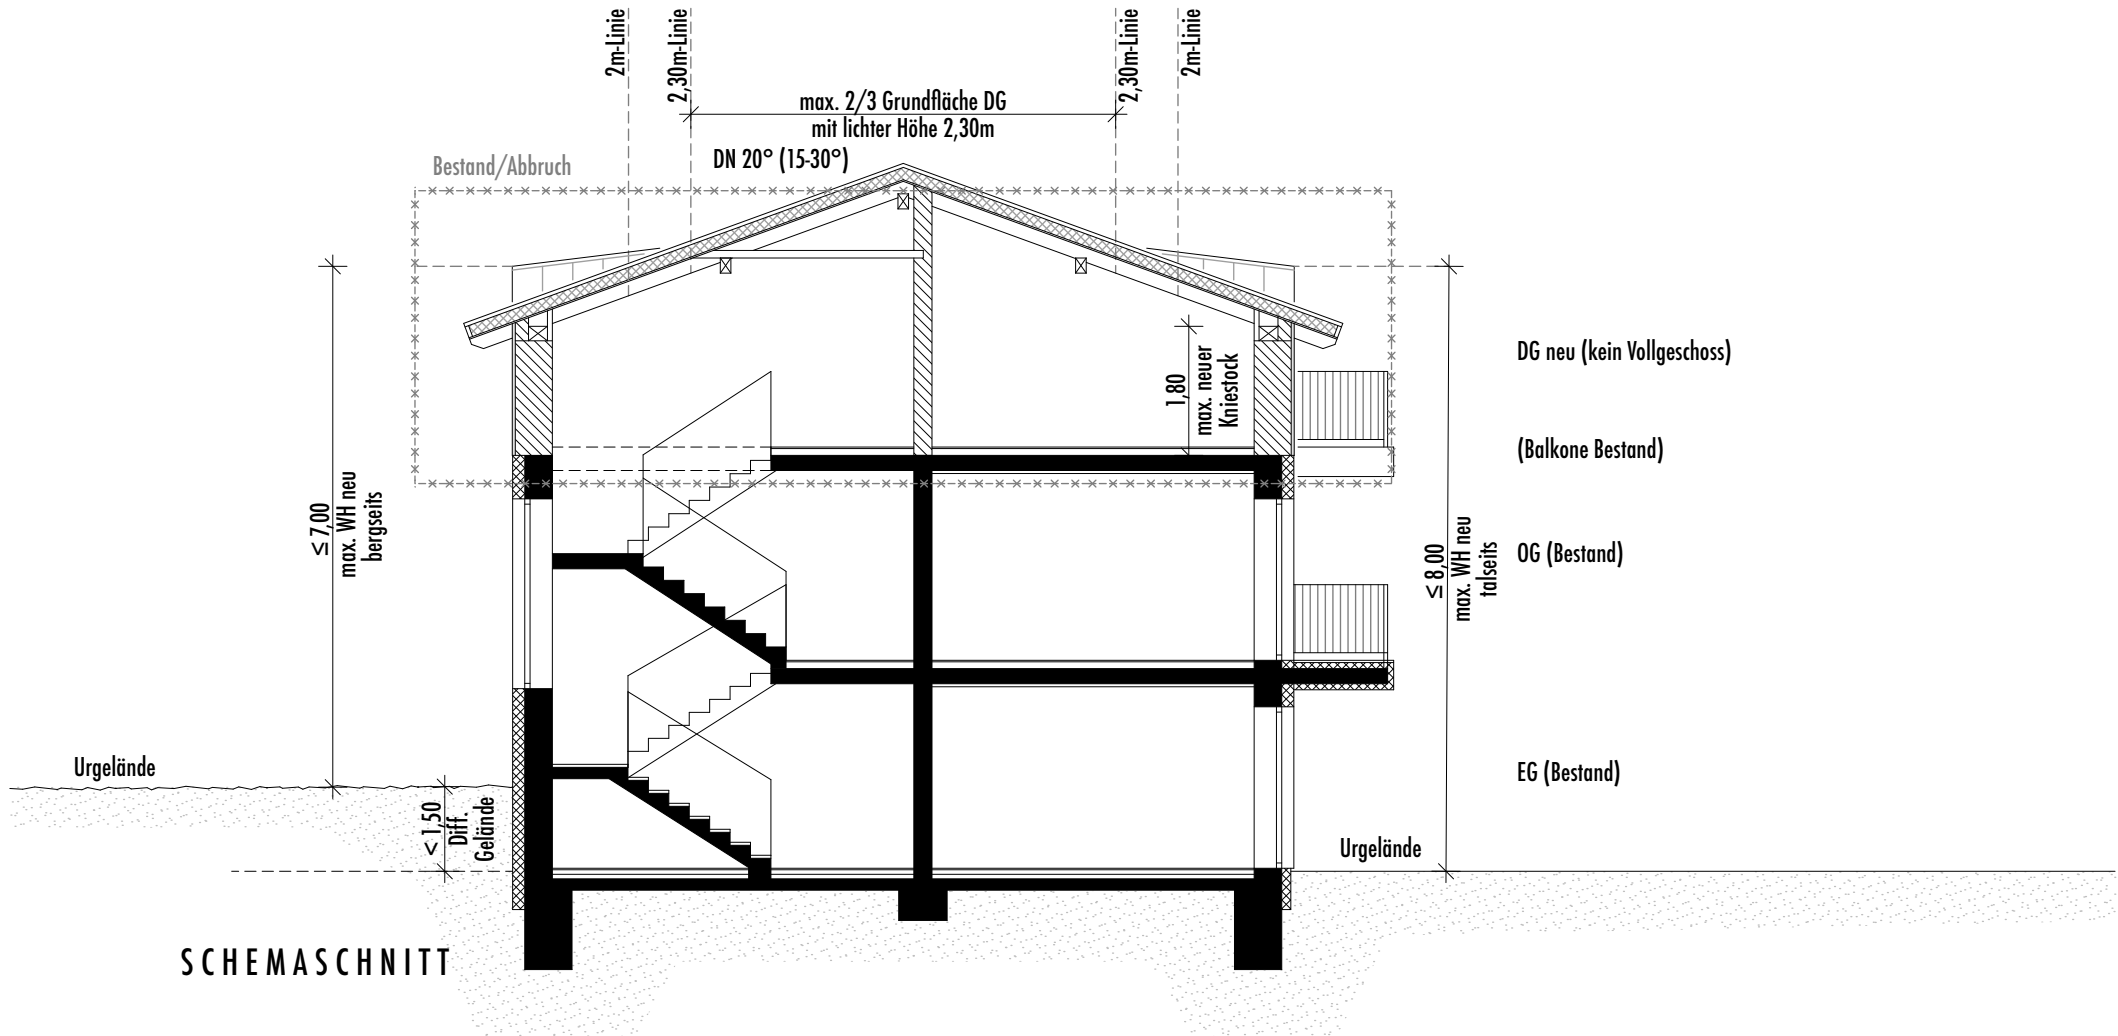 2m-Linie
2,30m-Linie
2,30m-Linie
2m-Linie
max. 2/3 Grundfläche DG
mit lichter Höhe 2,30m
DN 20° (15-30°)
Bestand/Abbruch
DG neu (kein Vollgeschoss)
1,80
max. neuer
Kniestock
(Balkone Bestand)
≤ 7,00
max. WH neu
bergseits
≤ 8,00
max. WH neu
talseits
OG (Bestand)
Urgelände
EG (Bestand)
< 1,50
Diff.
Gelände
Urgelände
SCHEMASCHNITT